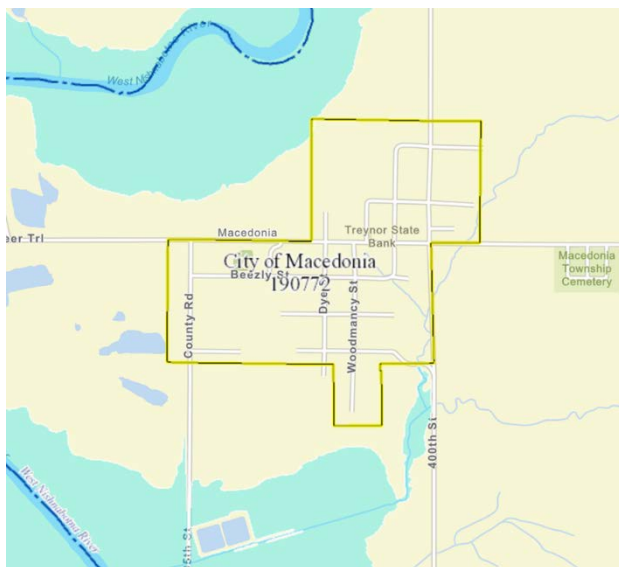 West Nishnabotna River
eer Trl
Macedonia
Treynor State
Bank
City of Macedonia
190772
Beezly St
Dyer
Woodmancy St
County Rd
Macedonia
Township
Cemetery
400th St
West Nishnabotna River
5th St